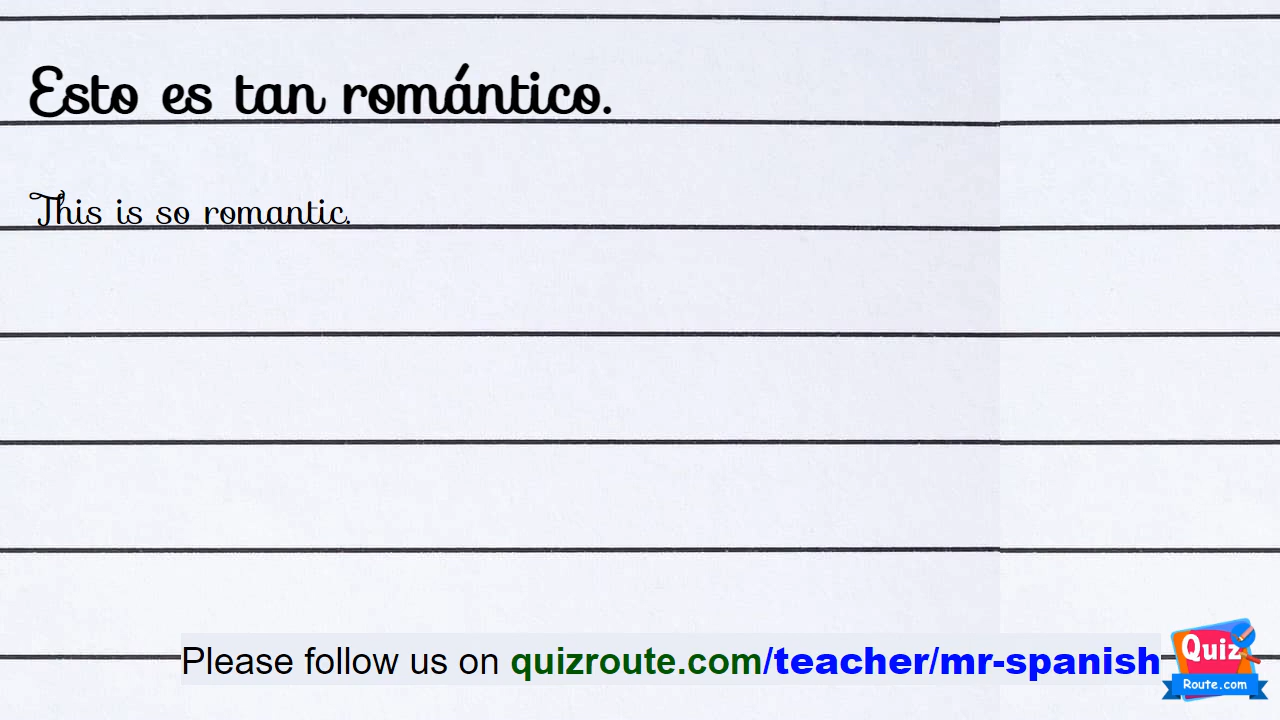 Esto es tan romántico.
This is so romantic.
Please follow us on quizroute.com/teacher/mr-spanish
Quiz
Route.com